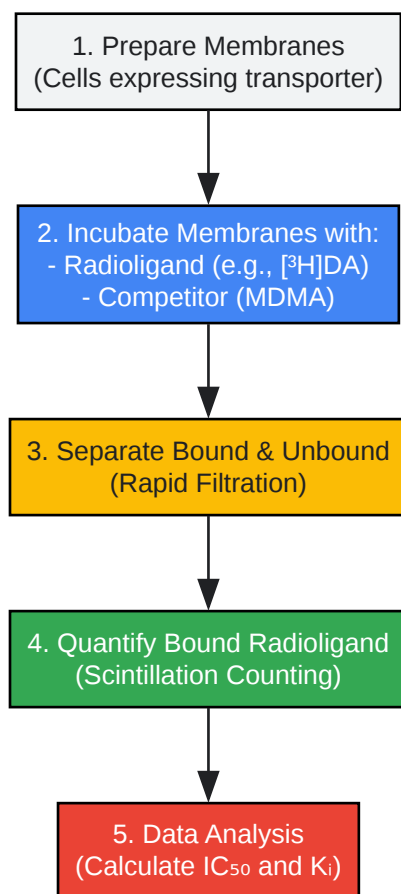 1. Prepare Membranes
(Cells expressing transporter)
2. Incubate Membranes with:
- Radioligand (e.g., [³H]DA)
- Competitor (MDMA)
3. Separate Bound & Unbound
(Rapid Filtration)
4. Quantify Bound Radioligand
(Scintillation Counting)
5. Data Analysis
(Calculate IC₅₀ and Kᵢ)